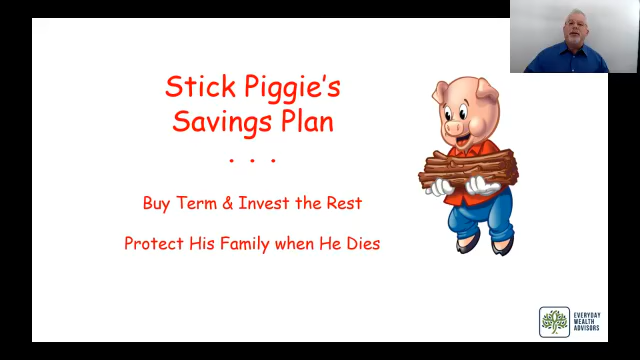 Stick Piggie's
Savings Plan
. . .
Buy Term & Invest the Rest
Protect His Family when He Dies
EVERYDAY
WEALTH
ADVISORS